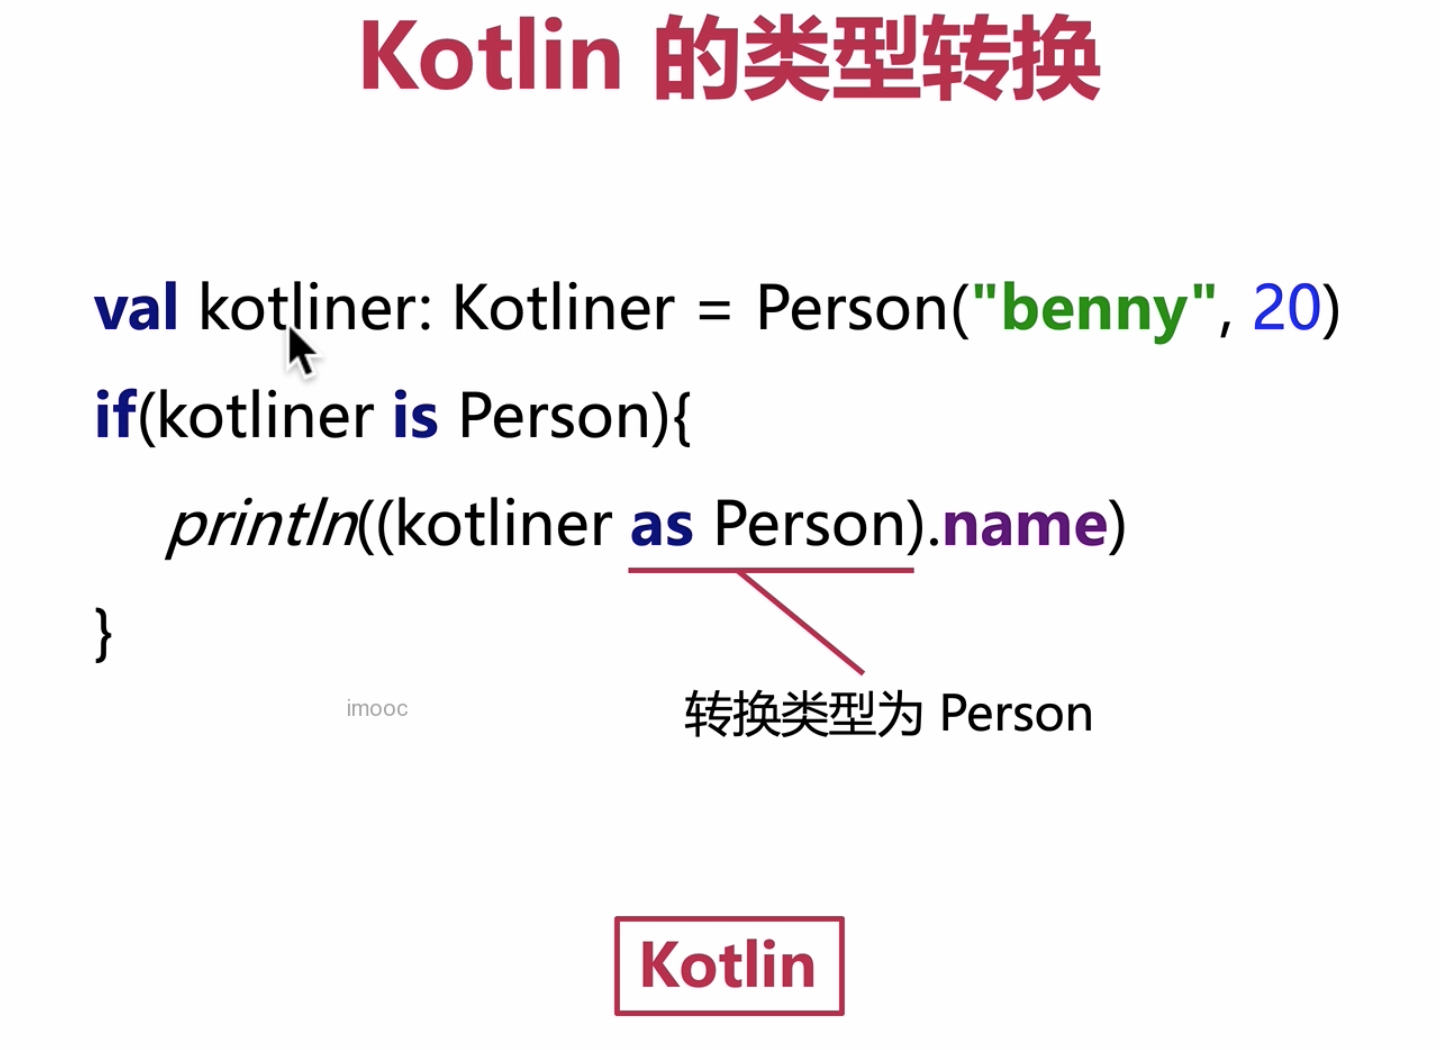 Kotlin 的类型转换
val kotliner: Kotliner = Person("benny", 20)
if(kotliner is Person){
println((kotliner as Person).name)
}
imooc
转换类型为 Person
Kotlin